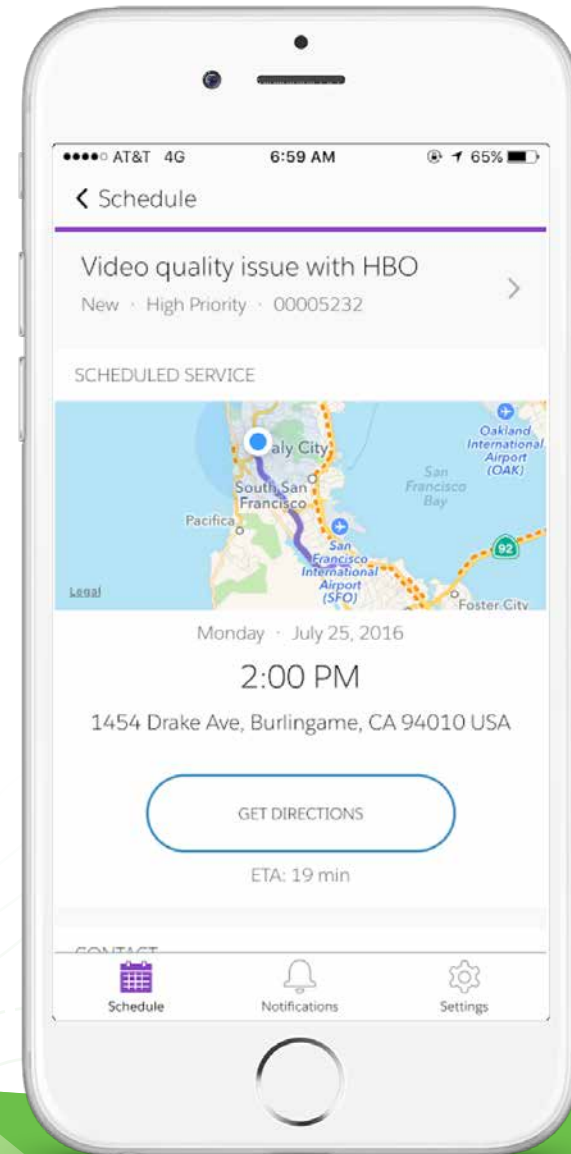 AT&T 4G 6:59 AM 65%
Schedule
Video quality issue with HBO
New · High Priority · 00005232
SCHEDULED SERVICE
Oakland
International
Airport
(OAK)
aly City
San
Francisco
Bay
South San
Francisco
Pacifica
92
San
Francisco
International
Airport
(SFO)
Legal
Foster City
Monday · July 25, 2016
2:00 PM
1454 Drake Ave, Burlingame, CA 94010 USA
GET DIRECTIONS
ETA: 19 min
CONTACT
Schedule Notifications Settings